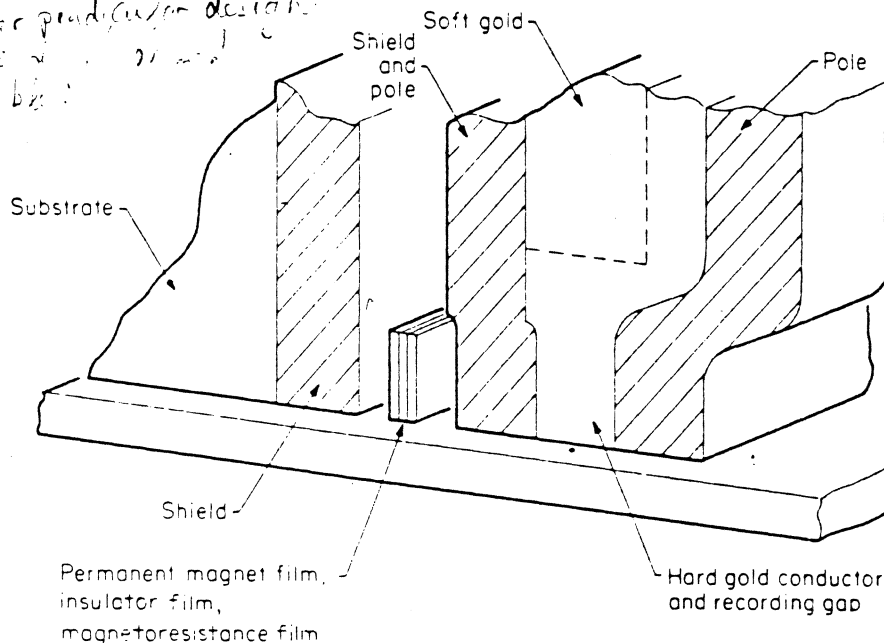 design
Soft gold
Shield
and
pole
Pole
Substrate
Shield
Permanent magnet film,
insulator film,
magnetoresistance film
Hard gold conductor
and recording gap